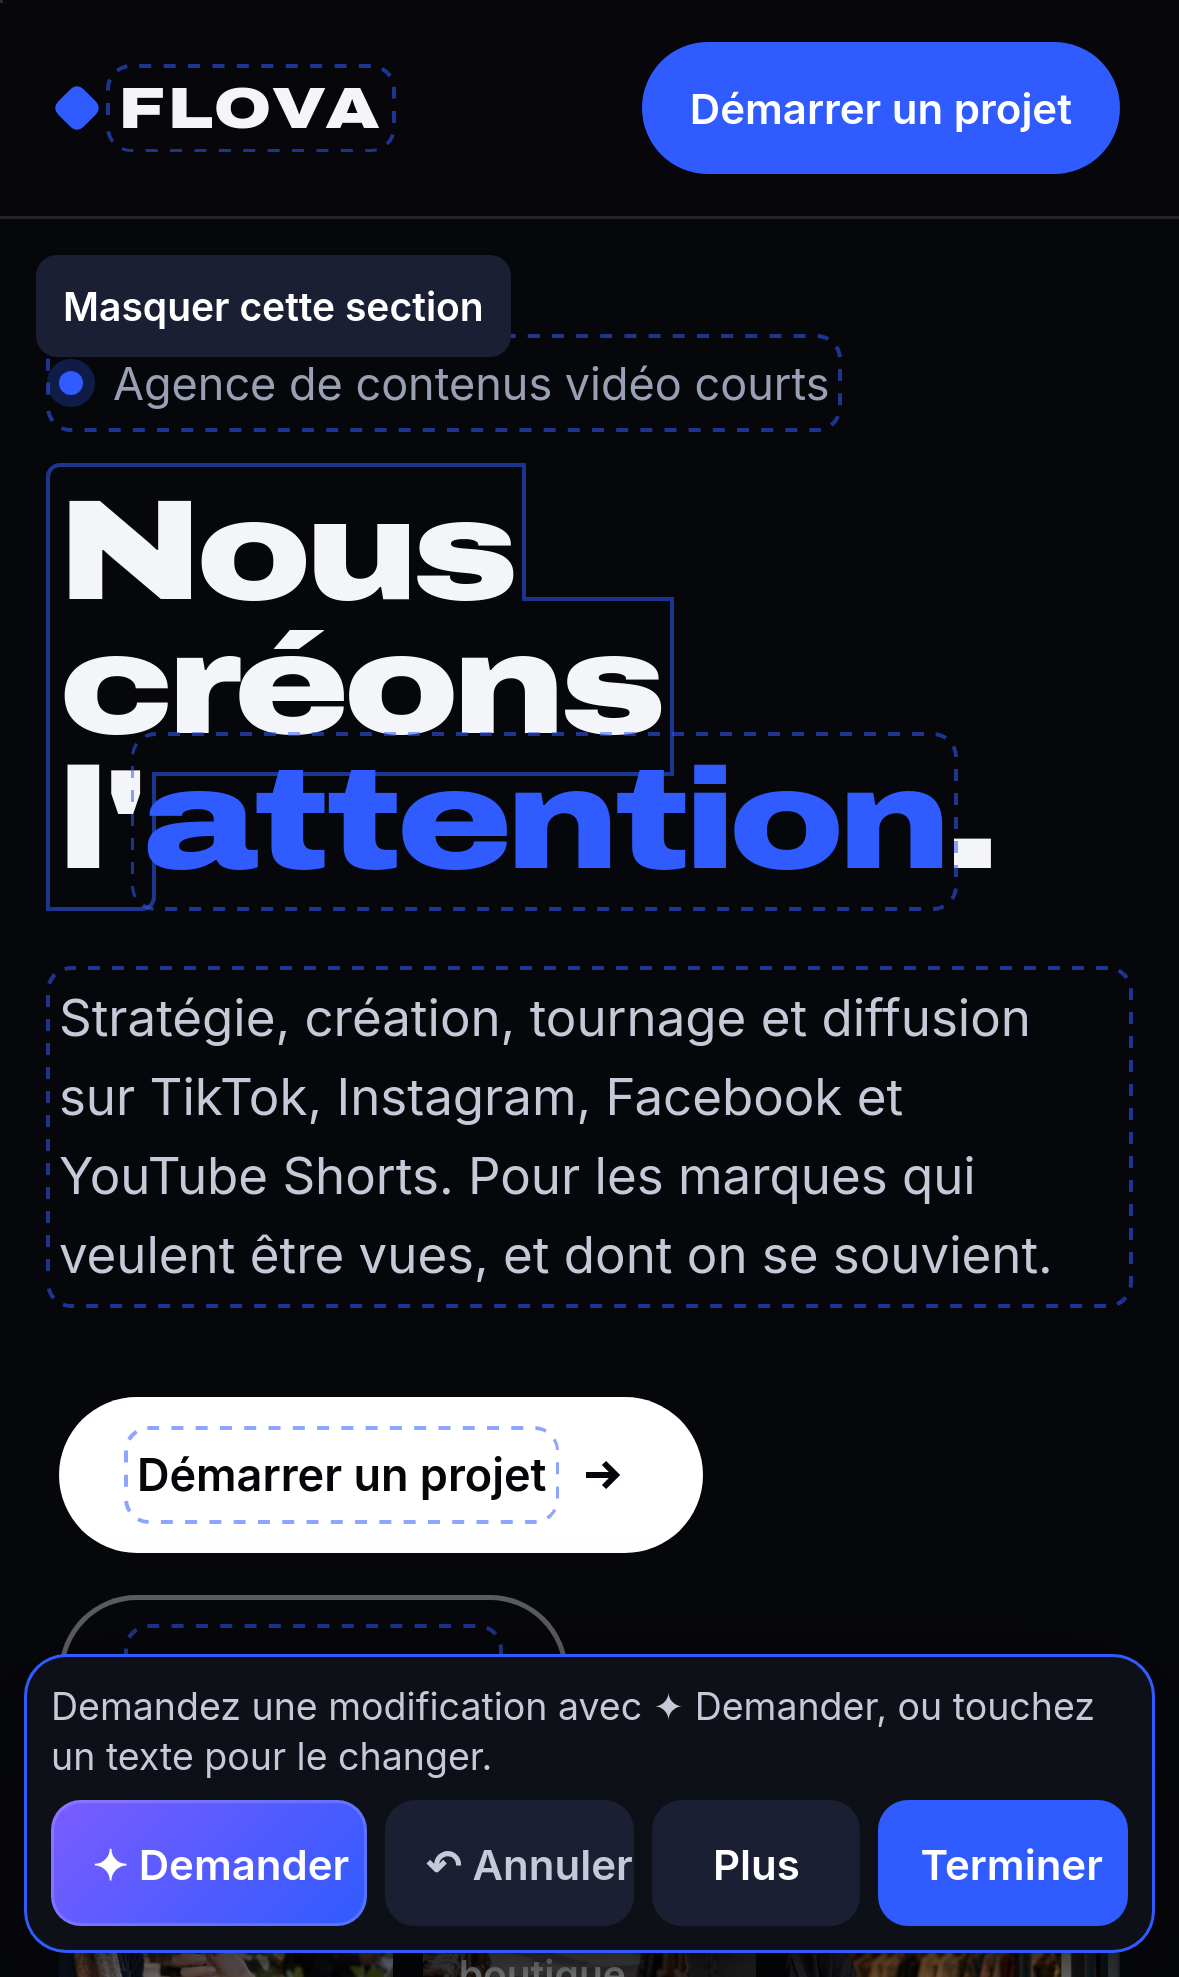 FLOVA
Démarrer un projet
Masquer cette section
Agence de contenus vidéo courts
Nous
créons
l'attention.
Stratégie, création, tournage et diffusion
sur TikTok, Instagram, Facebook et
YouTube Shorts. Pour les marques qui
veulent être vues, et dont on se souvient.
Démarrer un projet →
Demandez une modification avec ✦ Demander, ou touchez
un texte pour le changer.
✦ Demander
↶ Annuler
Plus
Terminer
boutique